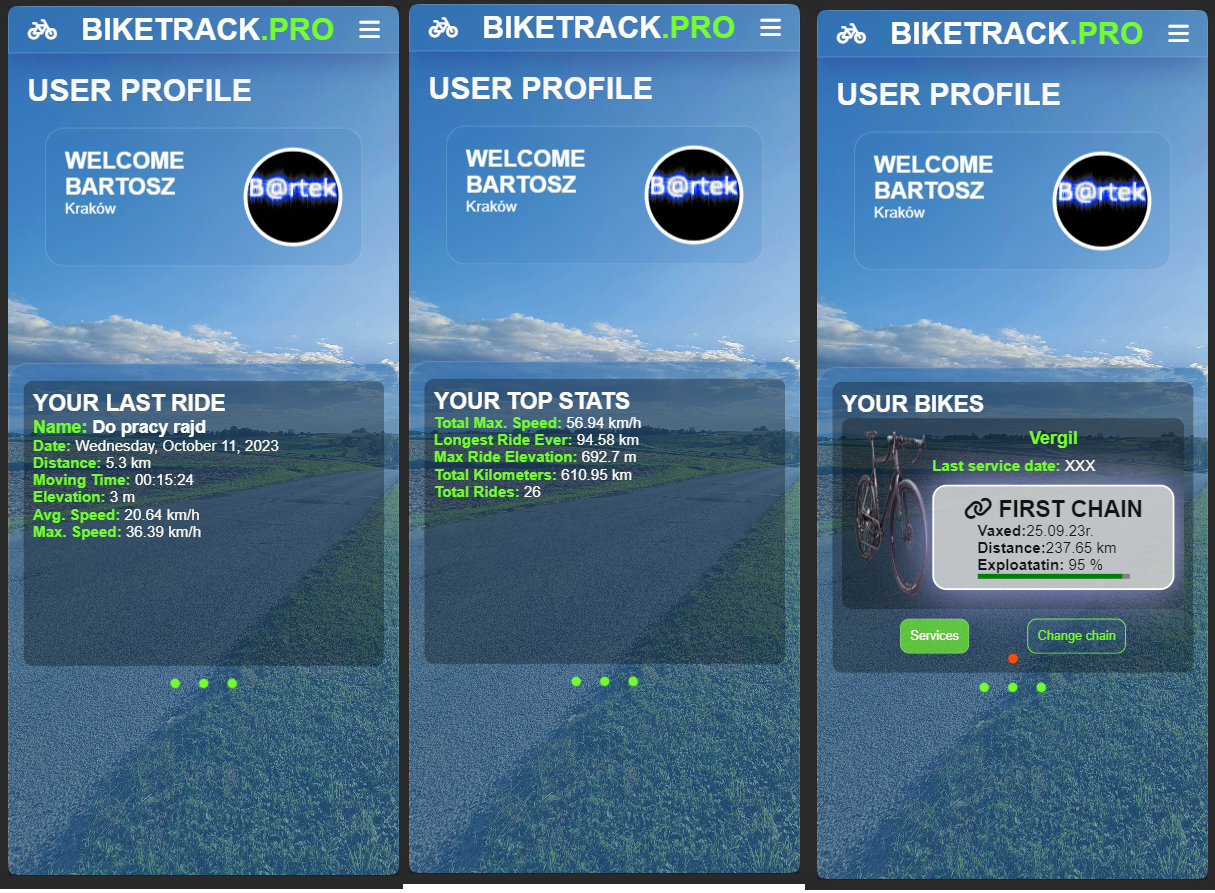 BIKETRACK.PRO
USER PROFILE
WELCOME
BARTOSZ
Kraków
B@rtek
YOUR LAST RIDE
Name: Do pracy rajd
Date: Wednesday, October 11, 2023
Distance: 5.3 km
Moving Time: 00:15:24
Elevation: 3 m
Avg. Speed: 20.64 km/h
Max. Speed: 36.39 km/h
BIKETRACK.PRO
USER PROFILE
WELCOME
BARTOSZ
Kraków
B@rtek
YOUR TOP STATS
Total Max. Speed: 56.94 km/h
Longest Ride Ever: 94.58 km
Max Ride Elevation: 692.7 m
Total Kilometers: 610.95 km
Total Rides: 26
BIKETRACK.PRO
USER PROFILE
WELCOME
BARTOSZ
Kraków
B@rtek
YOUR BIKES
Vergil
Last service date: XXX
FIRST CHAIN
Vaxed:25.09.23r.
Distance:237.65 km
Exploatatin: 95 %
Services
Change chain